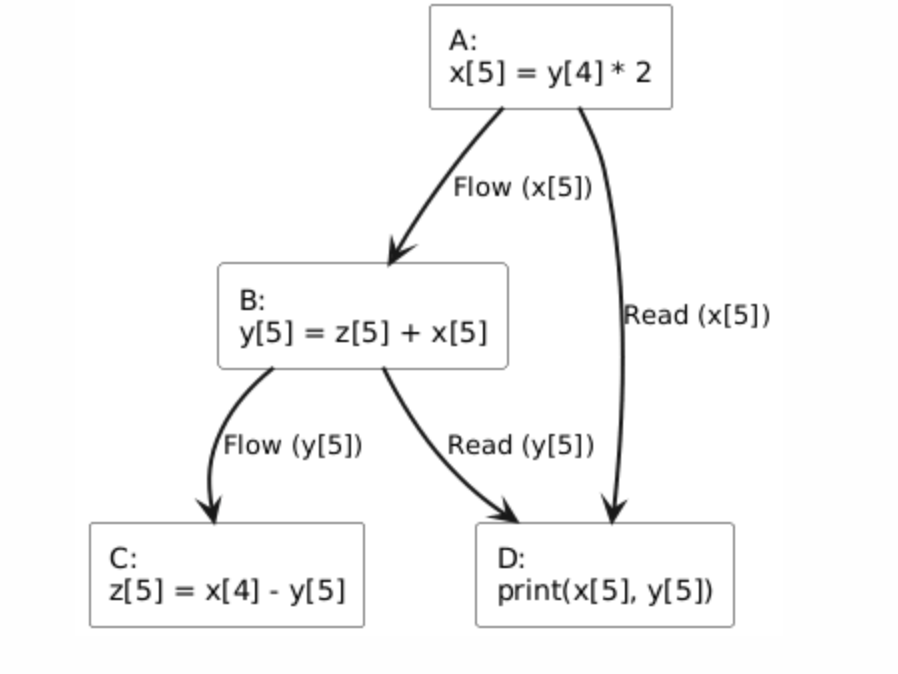 A:
x[5] = y[4] * 2
Flow (x[5])
Read (x[5])
B:
y[5] = z[5] + x[5]
Flow (y[5])
Read (y[5])
C:
z[5] = x[4] - y[5]
D:
print(x[5], y[5])